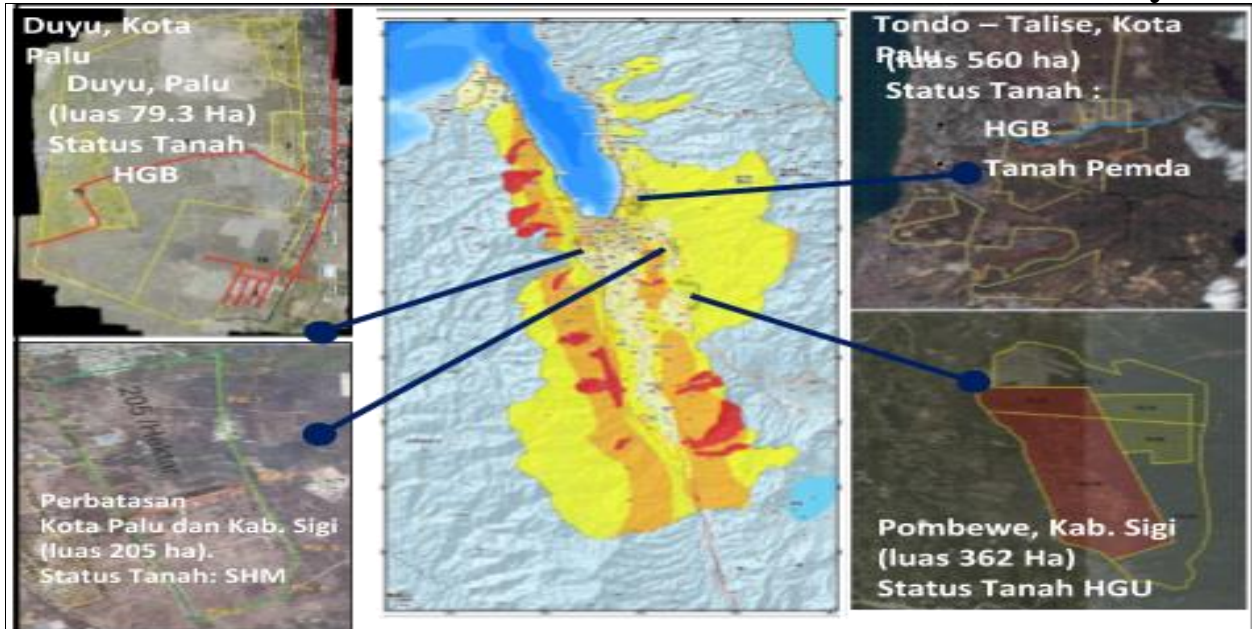 Duyu, Kota
Palu
Duyu, Palu
(luas 79.3 Ha)
Status Tanah
HGB
Tondo – Talise, Kota
Palu
(luas 560 ha)
Status Tanah :
HGB
Tanah Pemda
205 Hektar
Perbatasan
Kota Palu dan Kab. Sigi
(luas 205 ha).
Status Tanah: SHM
Pombewe, Kab. Sigi
(luas 362 Ha)
Status Tanah HGU